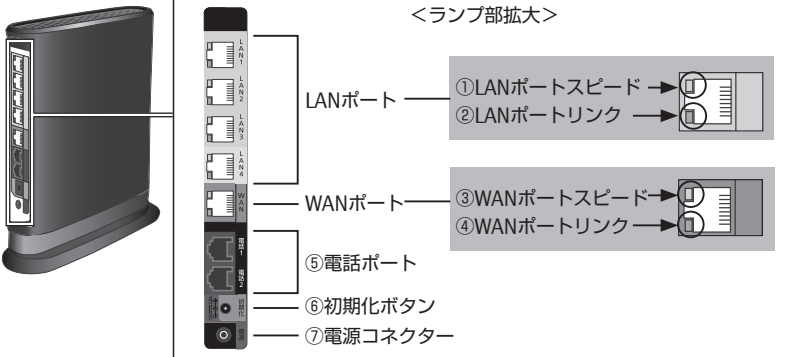 ＜ランプ部拡大＞
LAN1
LAN2
LAN3
LAN4
WAN
電話1
電話2
初期化
電源
LANポート
WANポート
⑤電話ポート
⑥初期化ボタン
⑦電源コネクター
①LANポートスピード
②LANポートリンク
③WANポートスピード
④WANポートリンク